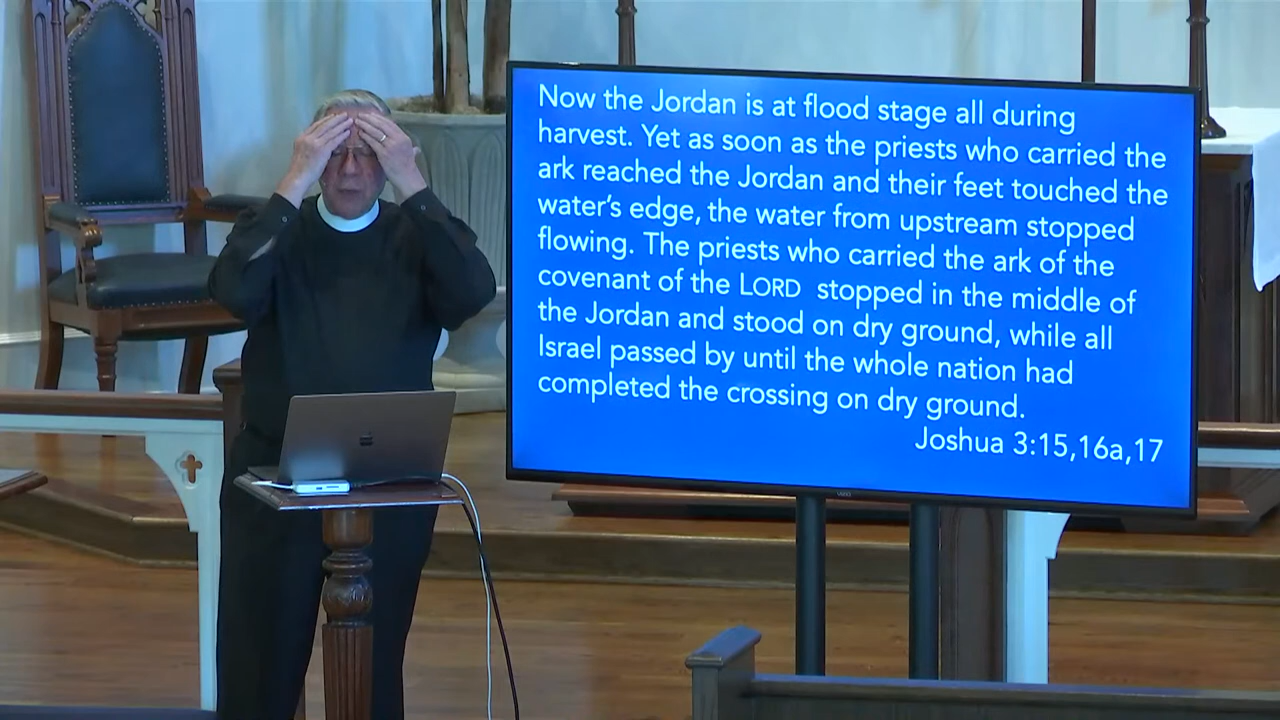 Now the Jordan is at flood stage all during
harvest. Yet as soon as the priests who carried the
ark reached the Jordan and their feet touched the
water's edge, the water from upstream stopped
flowing. The priests who carried the ark of the
covenant of the LORD stopped in the middle of
the Jordan and stood on dry ground, while all
Israel passed by until the whole nation had
completed the crossing on dry ground.
Joshua 3:15,16a,17